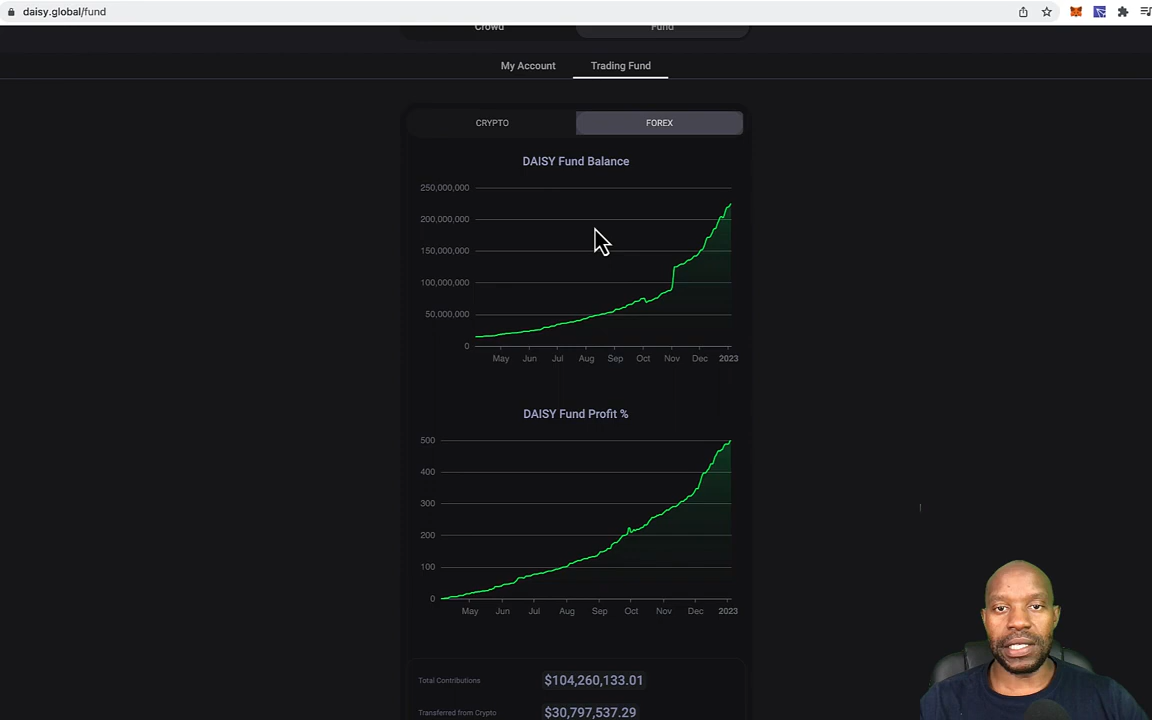 daisy.global/fund
Crowd
Fund
My Account
Trading Fund
CRYPTO
FOREX
DAISY Fund Balance
250,000,000
200,000,000
150,000,000
100,000,000
50,000,000
0
May Jun Jul Aug Sep Oct Nov Dec 2023
DAISY Fund Profit %
500
400
300
200
100
0
May Jun Jul Aug Sep Oct Nov Dec 2023
Total Contributions $104,260,133.01
Transferred from Crypto $30,797,537.29